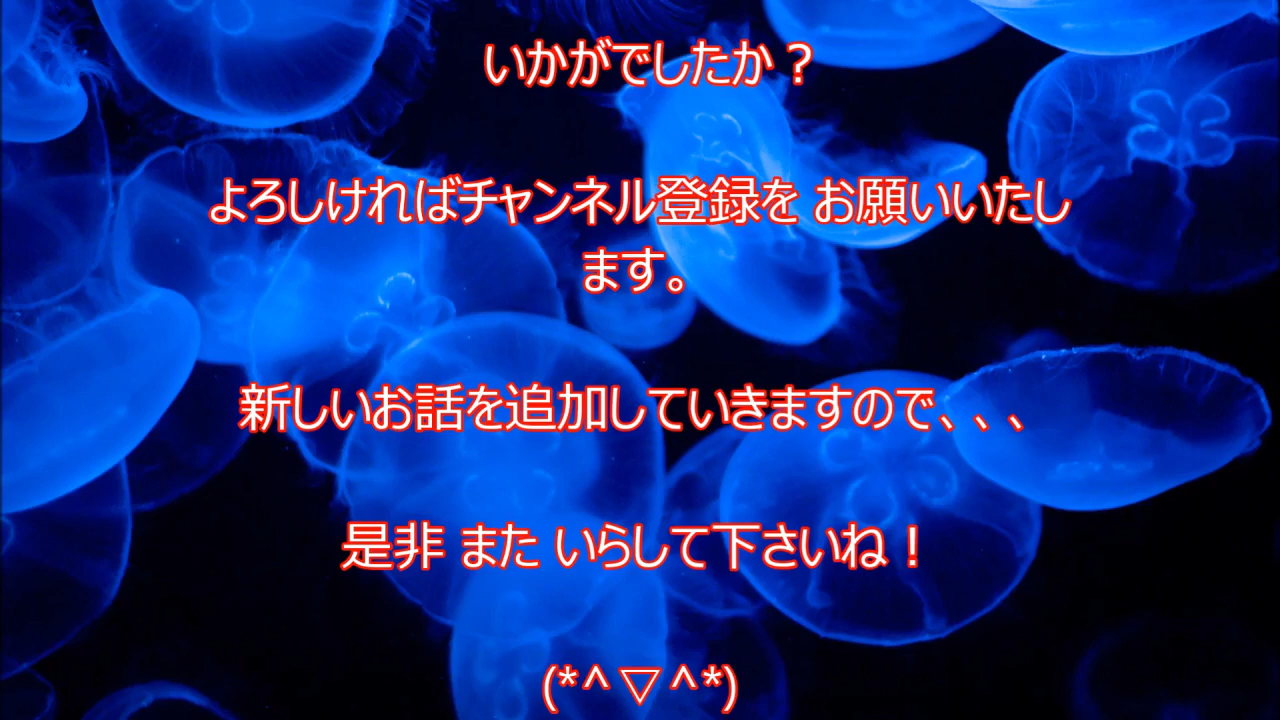 いかがでしたか？
よろしければチャンネル登録を お願いいたし
ます。
新しいお話を追加していきますので、、、
是非 また いらして下さいね！
(*^▽^*)